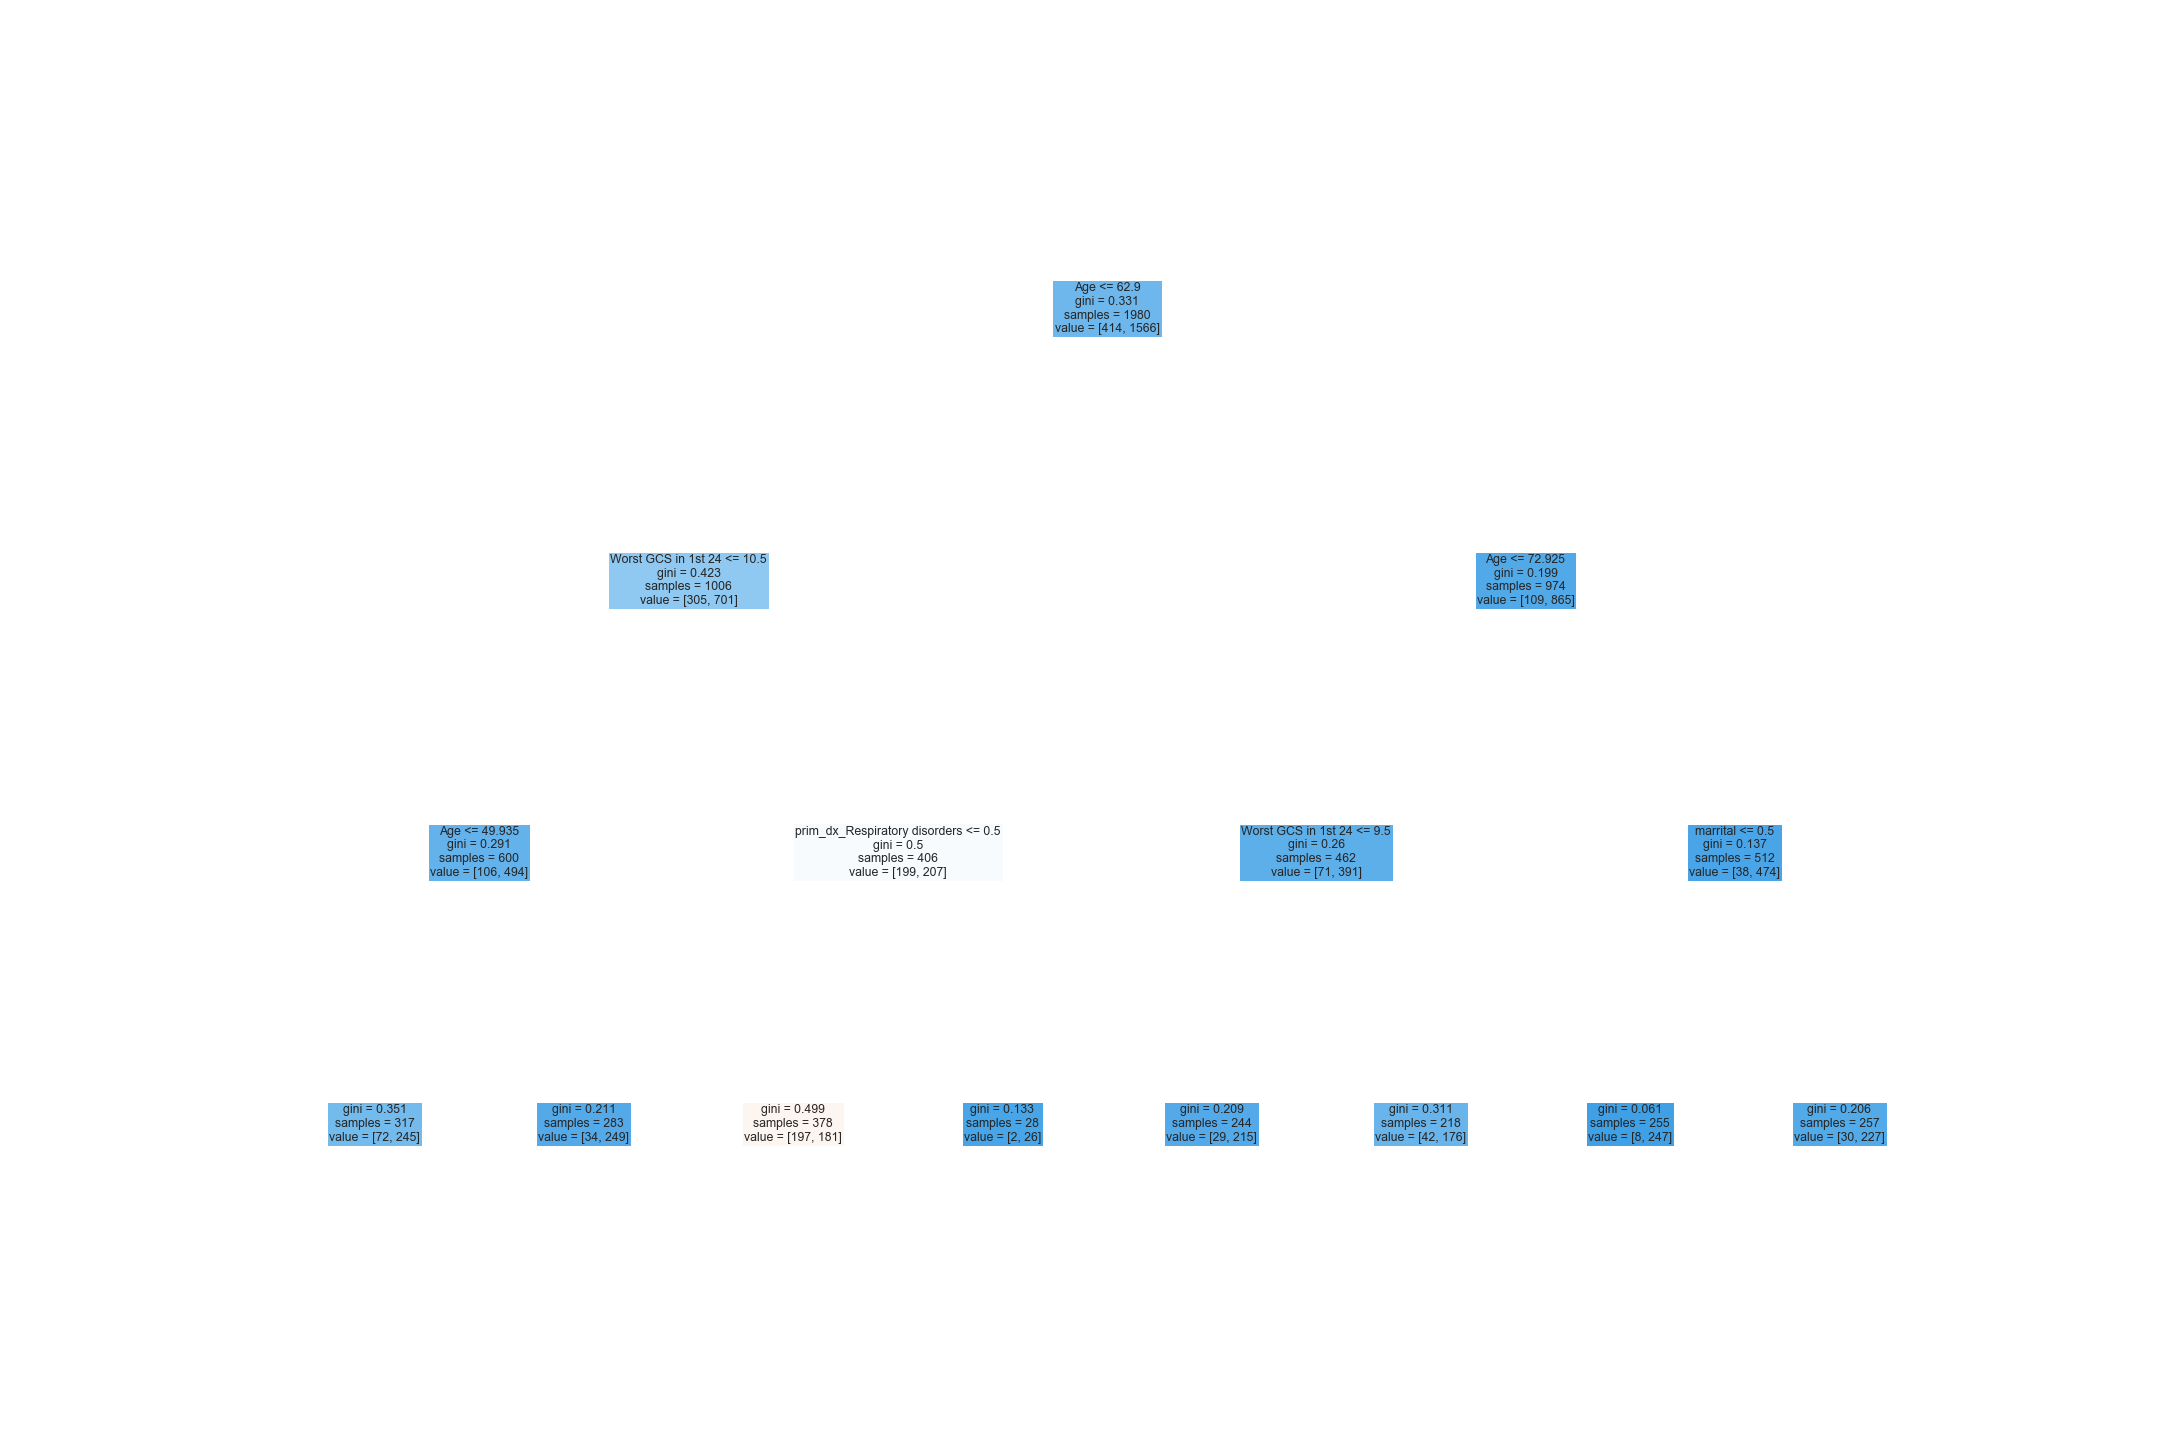 Age <= 62.9
gini = 0.331
samples = 1980
value = [414, 1566]
Worst GCS in 1st 24 <= 10.5
gini = 0.423
samples = 1006
value = [305, 701]
Age <= 72.925
gini = 0.199
samples = 974
value = [109, 865]
Age <= 49.935
gini = 0.291
samples = 600
value = [106, 494]
prim_dx_Respiratory disorders <= 0.5
gini = 0.5
samples = 406
value = [199, 207]
Worst GCS in 1st 24 <= 9.5
gini = 0.26
samples = 462
value = [71, 391]
marrital <= 0.5
gini = 0.137
samples = 512
value = [38, 474]
gini = 0.351
samples = 317
value = [72, 245]
gini = 0.211
samples = 283
value = [34, 249]
gini = 0.499
samples = 378
value = [197, 181]
gini = 0.133
samples = 28
value = [2, 26]
gini = 0.209
samples = 244
value = [29, 215]
gini = 0.311
samples = 218
value = [42, 176]
gini = 0.061
samples = 255
value = [8, 247]
gini = 0.206
samples = 257
value = [30, 227]